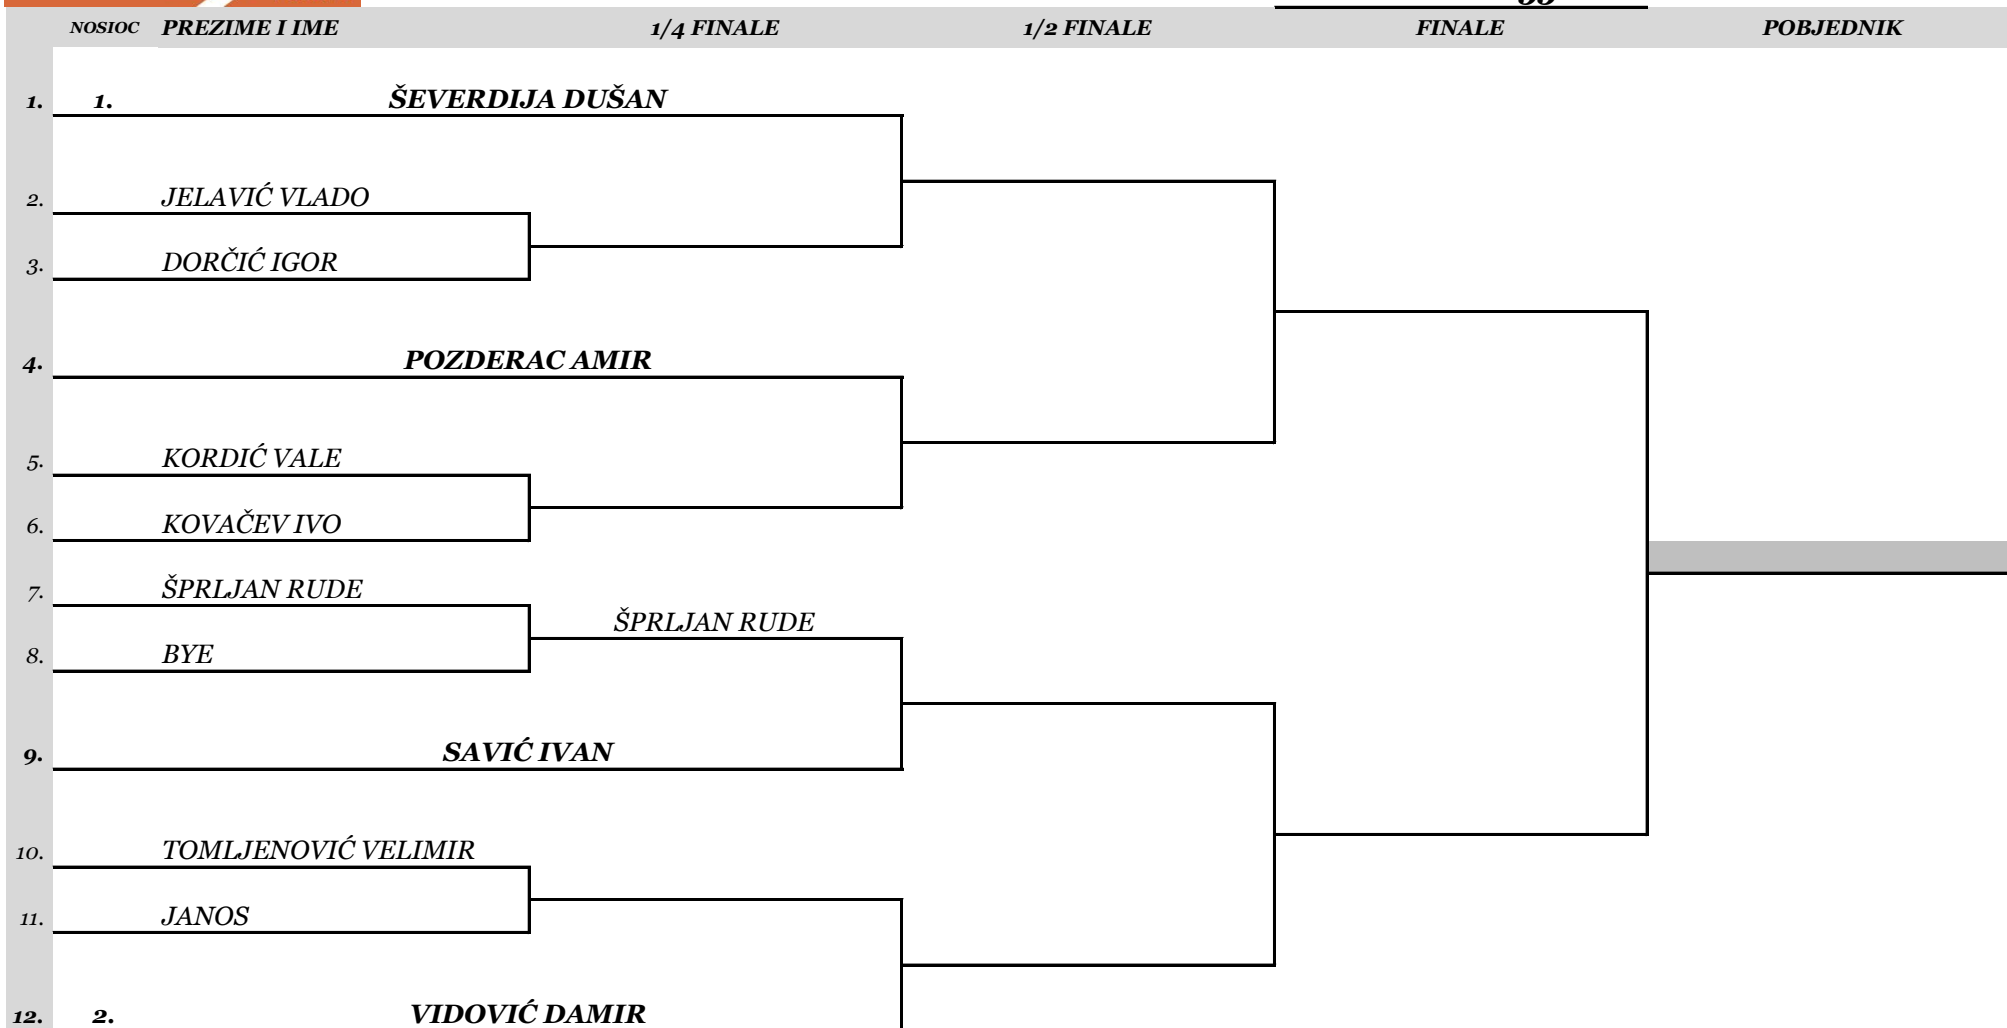 NOSIOC PREZIME I IME 1/4 FINALE 1/2 FINALE FINALE POBJEDNIK
1. 1. ŠEVERDIJA DUŠAN
2. JELAVIĆ VLADO
3. DORČIĆ IGOR
4. POZDERAC AMIR
5. KORDIĆ VALE
6. KOVAČEV IVO
7. ŠPRLJAN RUDE
ŠPRLJAN RUDE
8. BYE
9. SAVIĆ IVAN
10. TOMLJENOVIĆ VELIMIR
11. JANOS
12. 2. VIDOVIĆ DAMIR